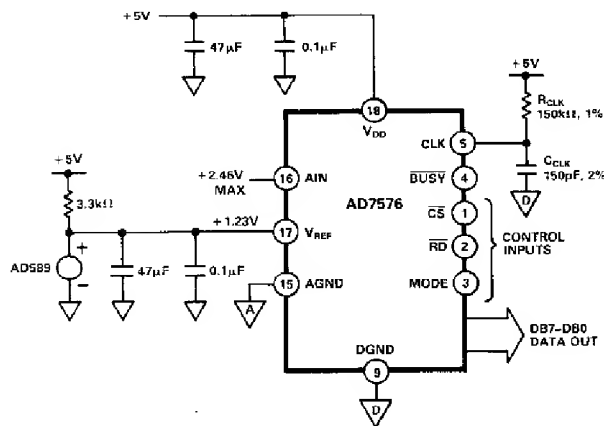 +5V
47µF
0.1µF
+5V
18
VDD
RCLK
150kΩ, 1%
CLK
5
+5V
+2.46V
MAX
16
AIN
BUSY
4
CCLK
150pF, 2%
D
3.3kΩ
AD7576
+1.23V
17
VREF
CS
1
RD
2
CONTROL
INPUTS
AD589
+
-
47µF
0.1µF
15
AGND
MODE
3
A
DB7–DB0
DATA OUT
DGND
9
D